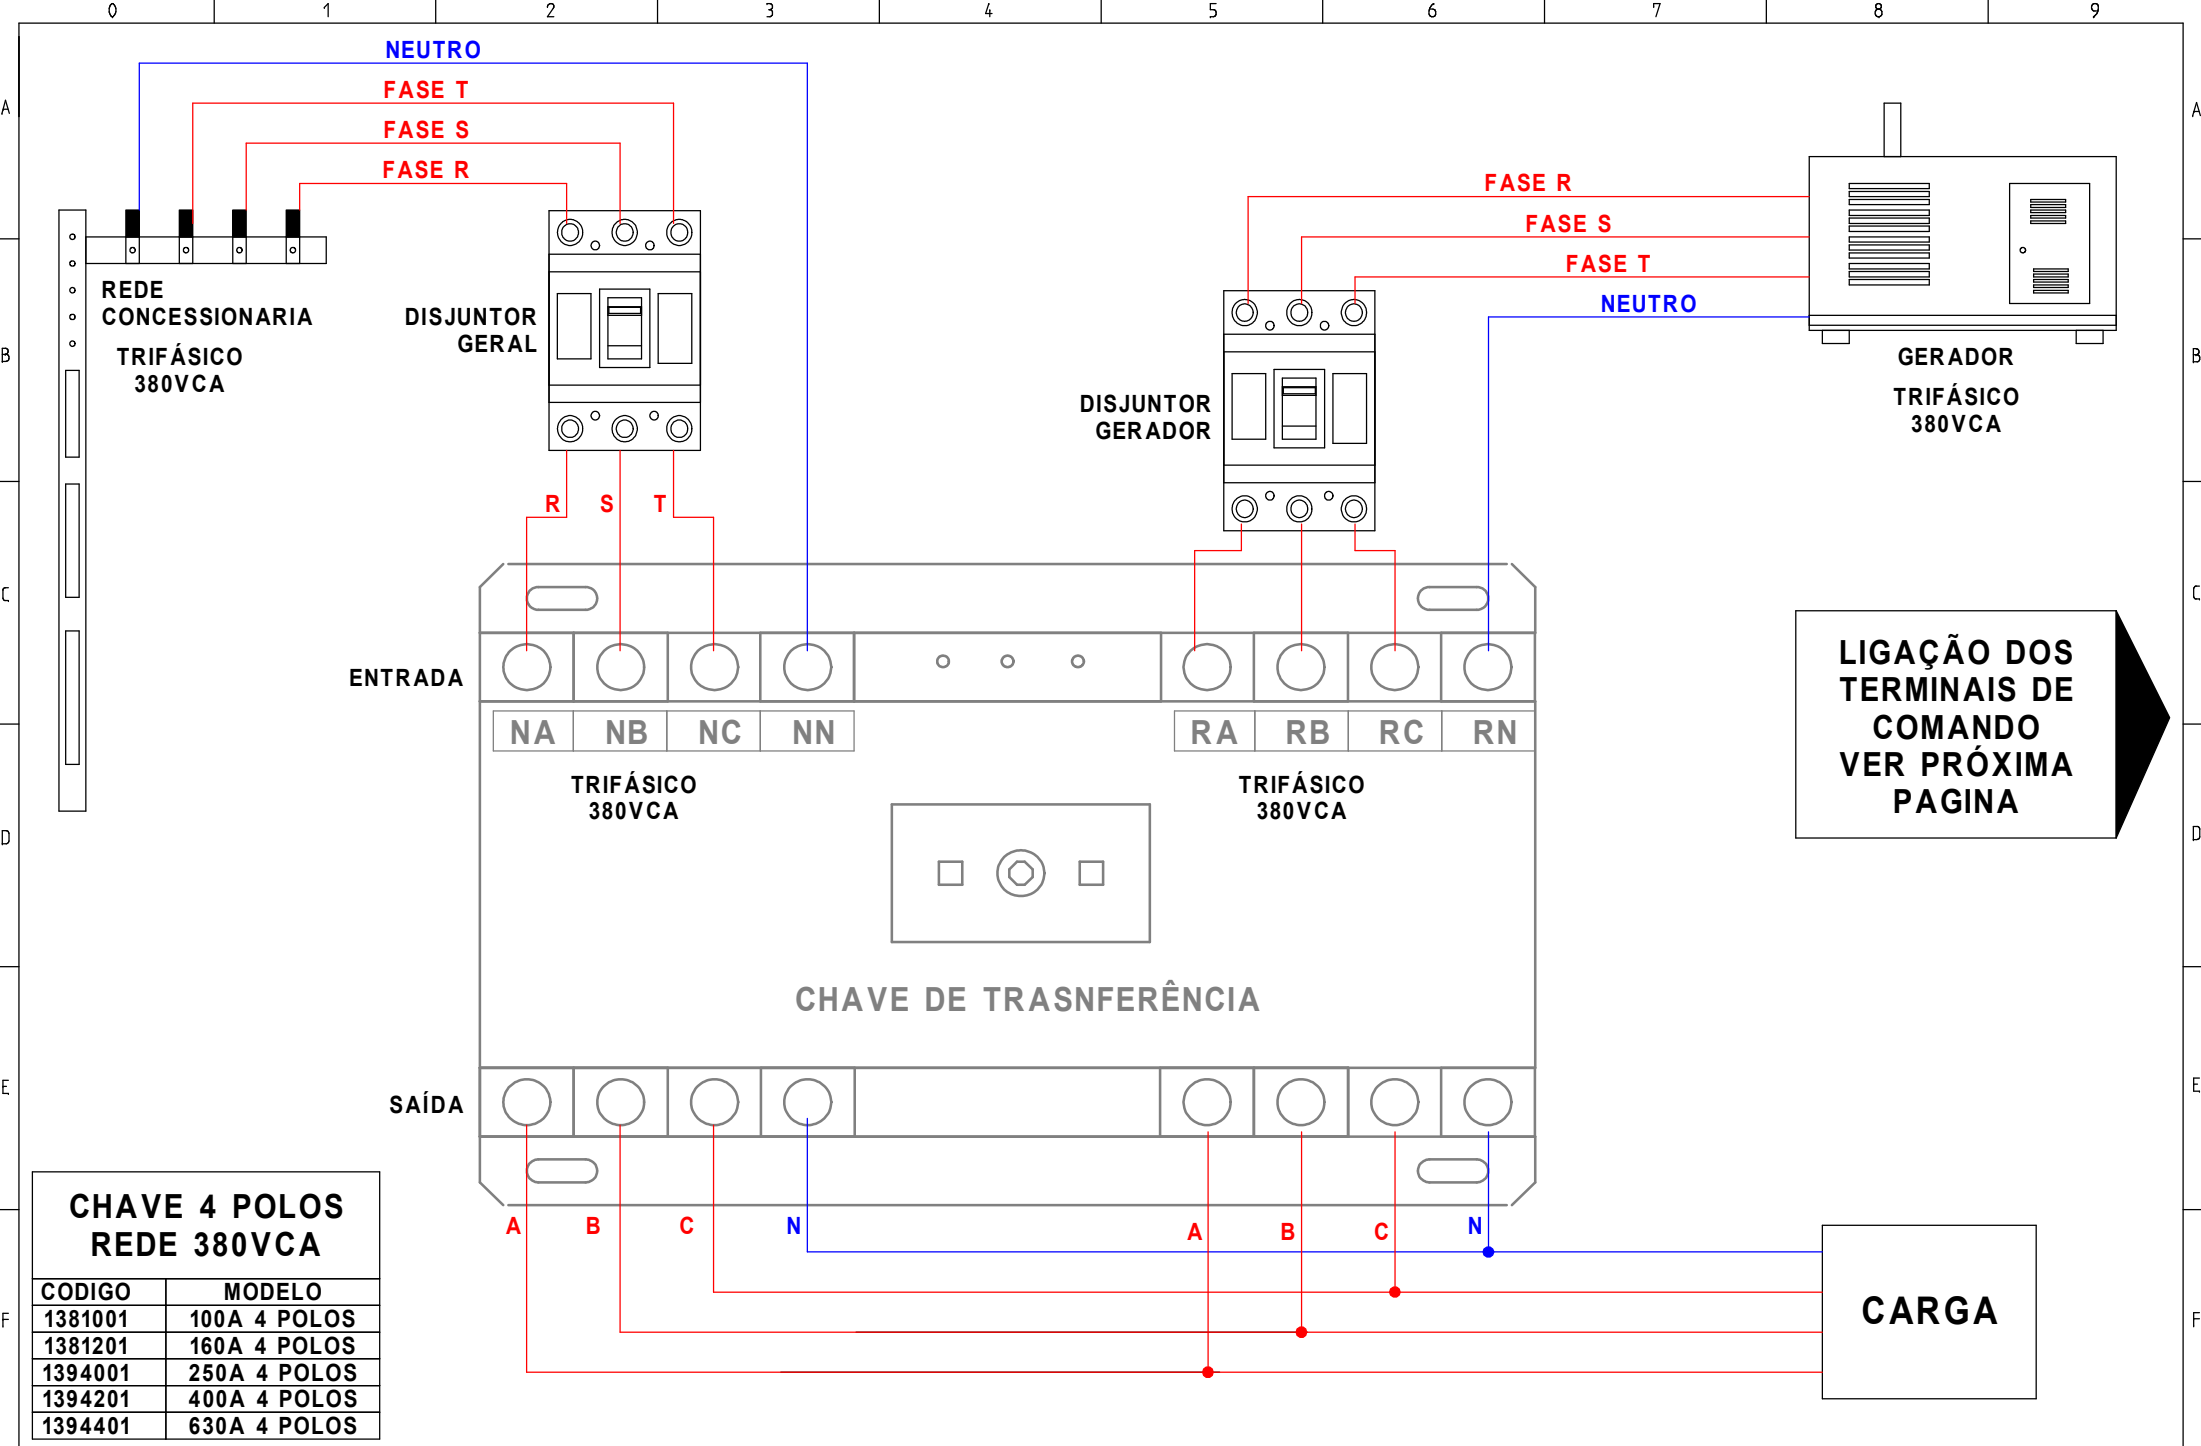 0 1 2 3 4 5 6 7 8 9
NEUTRO
FASE T
FASE S
FASE R
A
A
FASE R
FASE S
FASE T
NEUTRO
REDE
CONCESSIONARIA
TRIFÁSICO
380VCA
DISJUNTOR
GERAL
B
B
DISJUNTOR
GERADOR
GERADOR
TRIFÁSICO
380VCA
R S T
C
C
ENTRADA
NA NB NC NN
RA RB RC RN
TRIFÁSICO
380VCA
TRIFÁSICO
380VCA
LIGAÇÃO DOS
TERMINAIS DE
COMANDO
VER PRÓXIMA
PAGINA
D
D
CHAVE DE TRASNFERÊNCIA
E
E
SAÍDA
A B C N
A B C N
CHAVE 4 POLOS
REDE 380VCA
CODIGO MODELO
1381001 100A 4 POLOS
1381201 160A 4 POLOS
1394001 250A 4 POLOS
1394201 400A 4 POLOS
1394401 630A 4 POLOS
F
F
CARGA